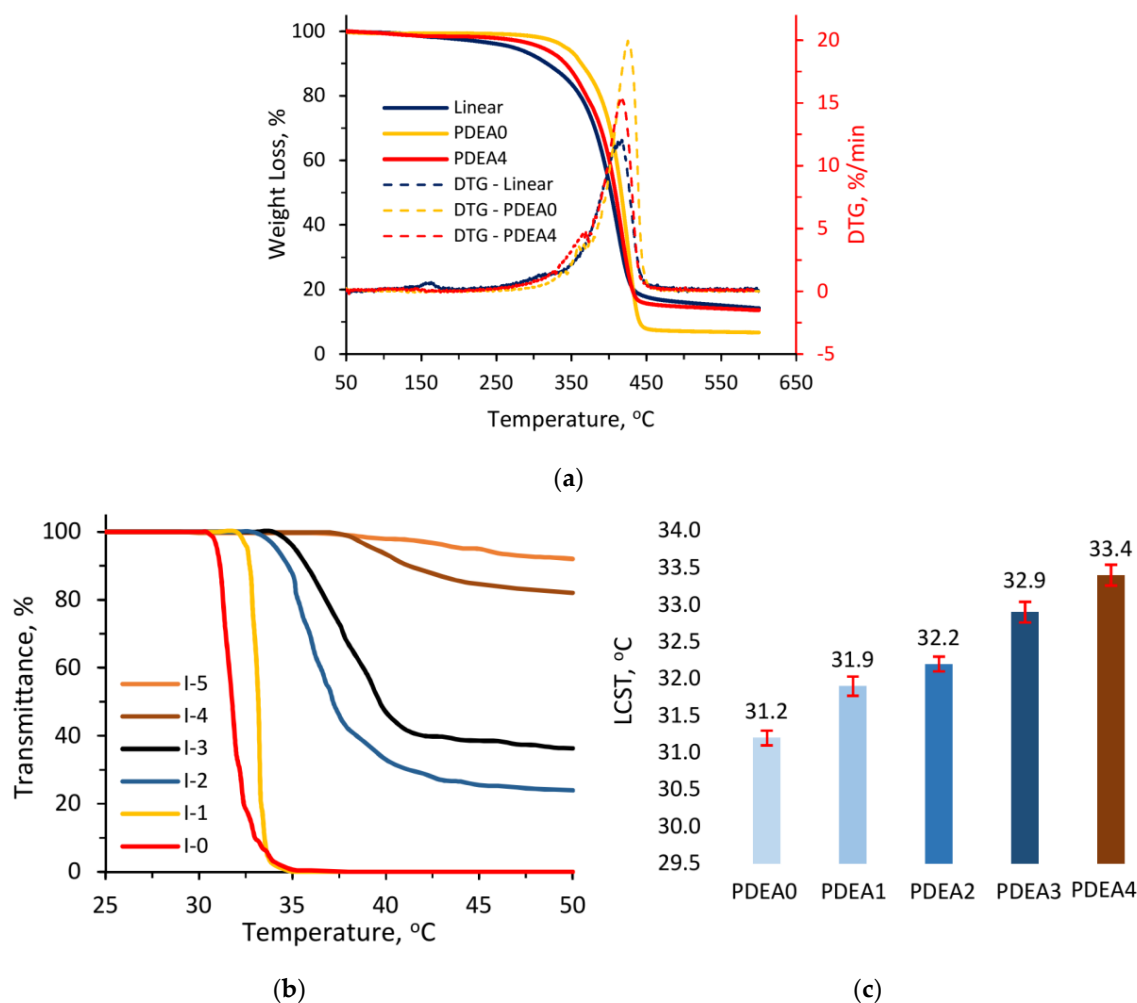 100
80
60
40
20
0
Weight Loss, %
Linear
PDEA0
PDEA4
DTG - Linear
DTG - PDEA0
DTG - PDEA4
20
15
10
5
0
-5
DTG, %/min
50 150 250 350 450 550 650
Temperature, °C
(a)
100
80
60
40
20
0
Transmittance, %
I-5
I-4
I-3
I-2
I-1
I-0
25 30 35 40 45 50
Temperature, °C
(b)
34.0
33.5
33.0
32.5
32.0
31.5
31.0
30.5
30.0
29.5
LCST, °C
31.2
31.9
32.2
32.9
33.4
PDEA0 PDEA1 PDEA2 PDEA3 PDEA4
(c)